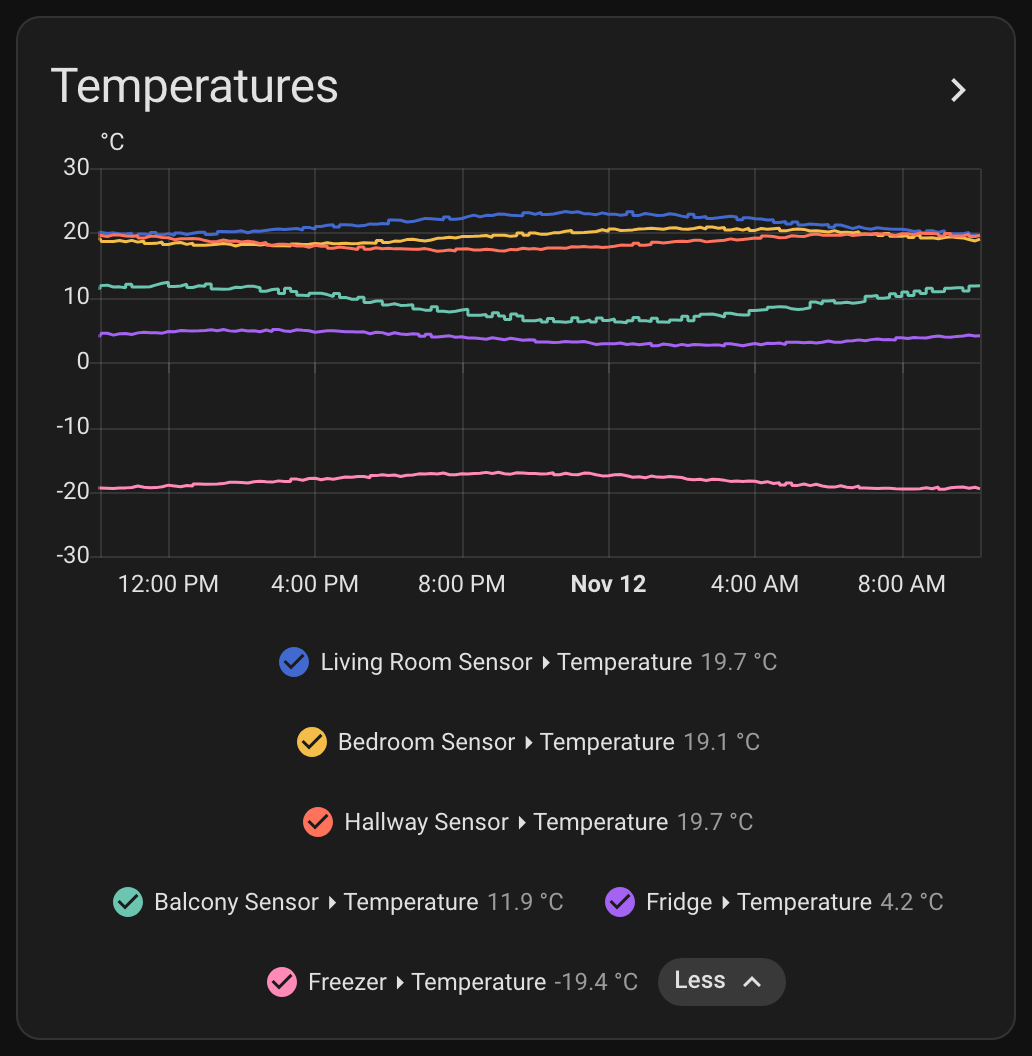 Temperatures
°C
30
20
10
0
-10
-20
-30
12:00 PM 4:00 PM 8:00 PM Nov 12 4:00 AM 8:00 AM
Living Room Sensor ▸ Temperature 19.7 °C
Bedroom Sensor ▸ Temperature 19.1 °C
Hallway Sensor ▸ Temperature 19.7 °C
Balcony Sensor ▸ Temperature 11.9 °C Fridge ▸ Temperature 4.2 °C
Freezer ▸ Temperature -19.4 °C Less